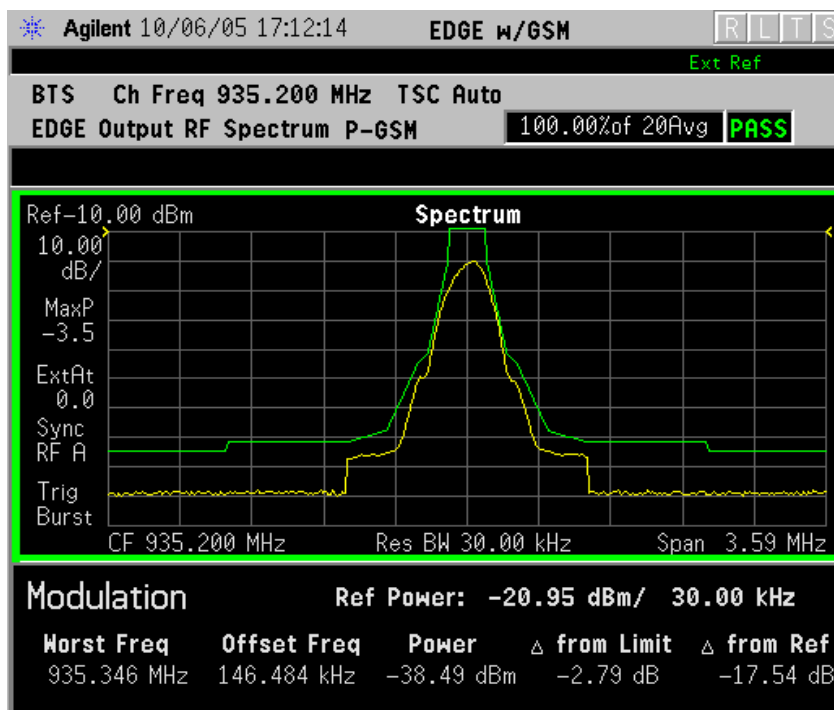 Agilent 10/06/05 17:12:14 EDGE w/GSM R L T S
Ext Ref
BTS Ch Freq 935.200 MHz TSC Auto
EDGE Output RF Spectrum P-GSM 100.00%of 20Avg PASS
Ref-10.00 dBm Spectrum
10.00
dB/
MaxP
-3.5
ExtAt
0.0
Sync
RF A
Trig
Burst
CF 935.200 MHz Res BW 30.00 kHz Span 3.59 MHz
Modulation Ref Power: -20.95 dBm/ 30.00 kHz
Worst Freq Offset Freq Power △ from Limit △ from Ref
935.346 MHz 146.484 kHz -38.49 dBm -2.79 dB -17.54 dB